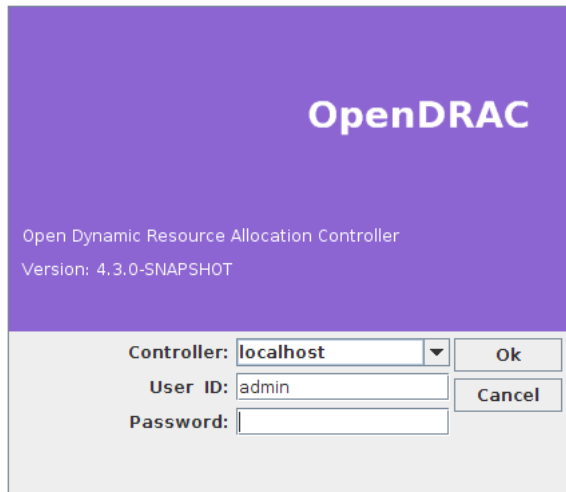 OpenDRAC
Open Dynamic Resource Allocation Controller
Version: 4.3.0-SNAPSHOT
Controller: localhost Ok
User ID: admin
Cancel
Password: